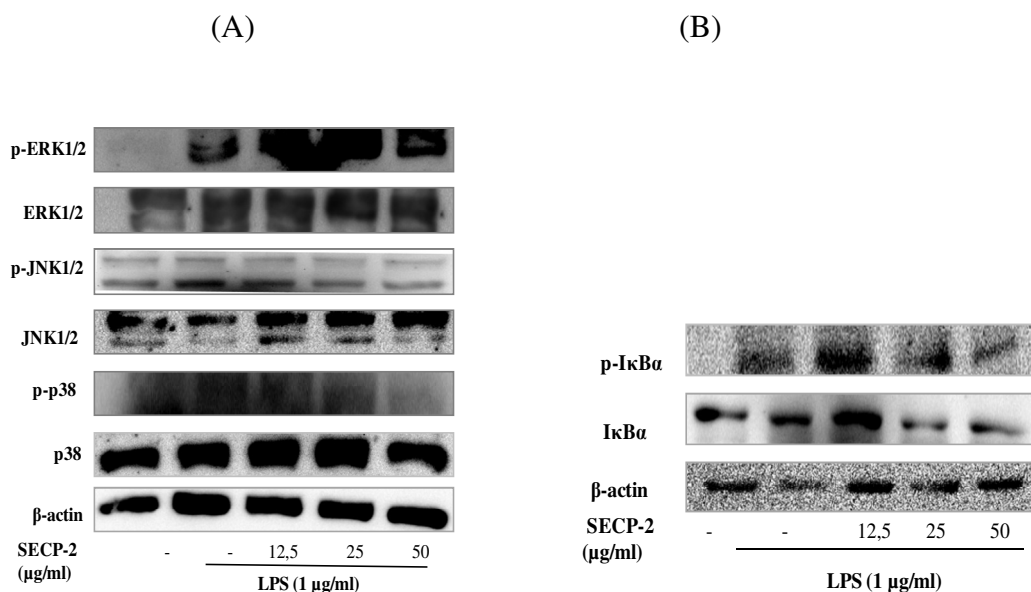 (A)
p-ERK1/2
ERK1/2
p-JNK1/2
JNK1/2
p-p38
p38
β-actin
SECP-2 - - 12,5 25 50
(μg/ml)
LPS (1 μg/ml)
(B)
p-IκBα
IκBα
β-actin
SECP-2 - - 12,5 25 50
(μg/ml)
LPS (1 μg/ml)